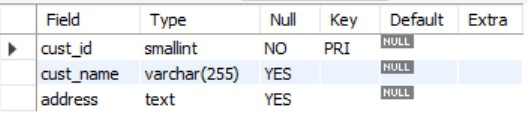 Field Type Null Key Default Extra
cust_id smallint NO PRI NULL
cust_name varchar(255) YES NULL
address text YES NULL